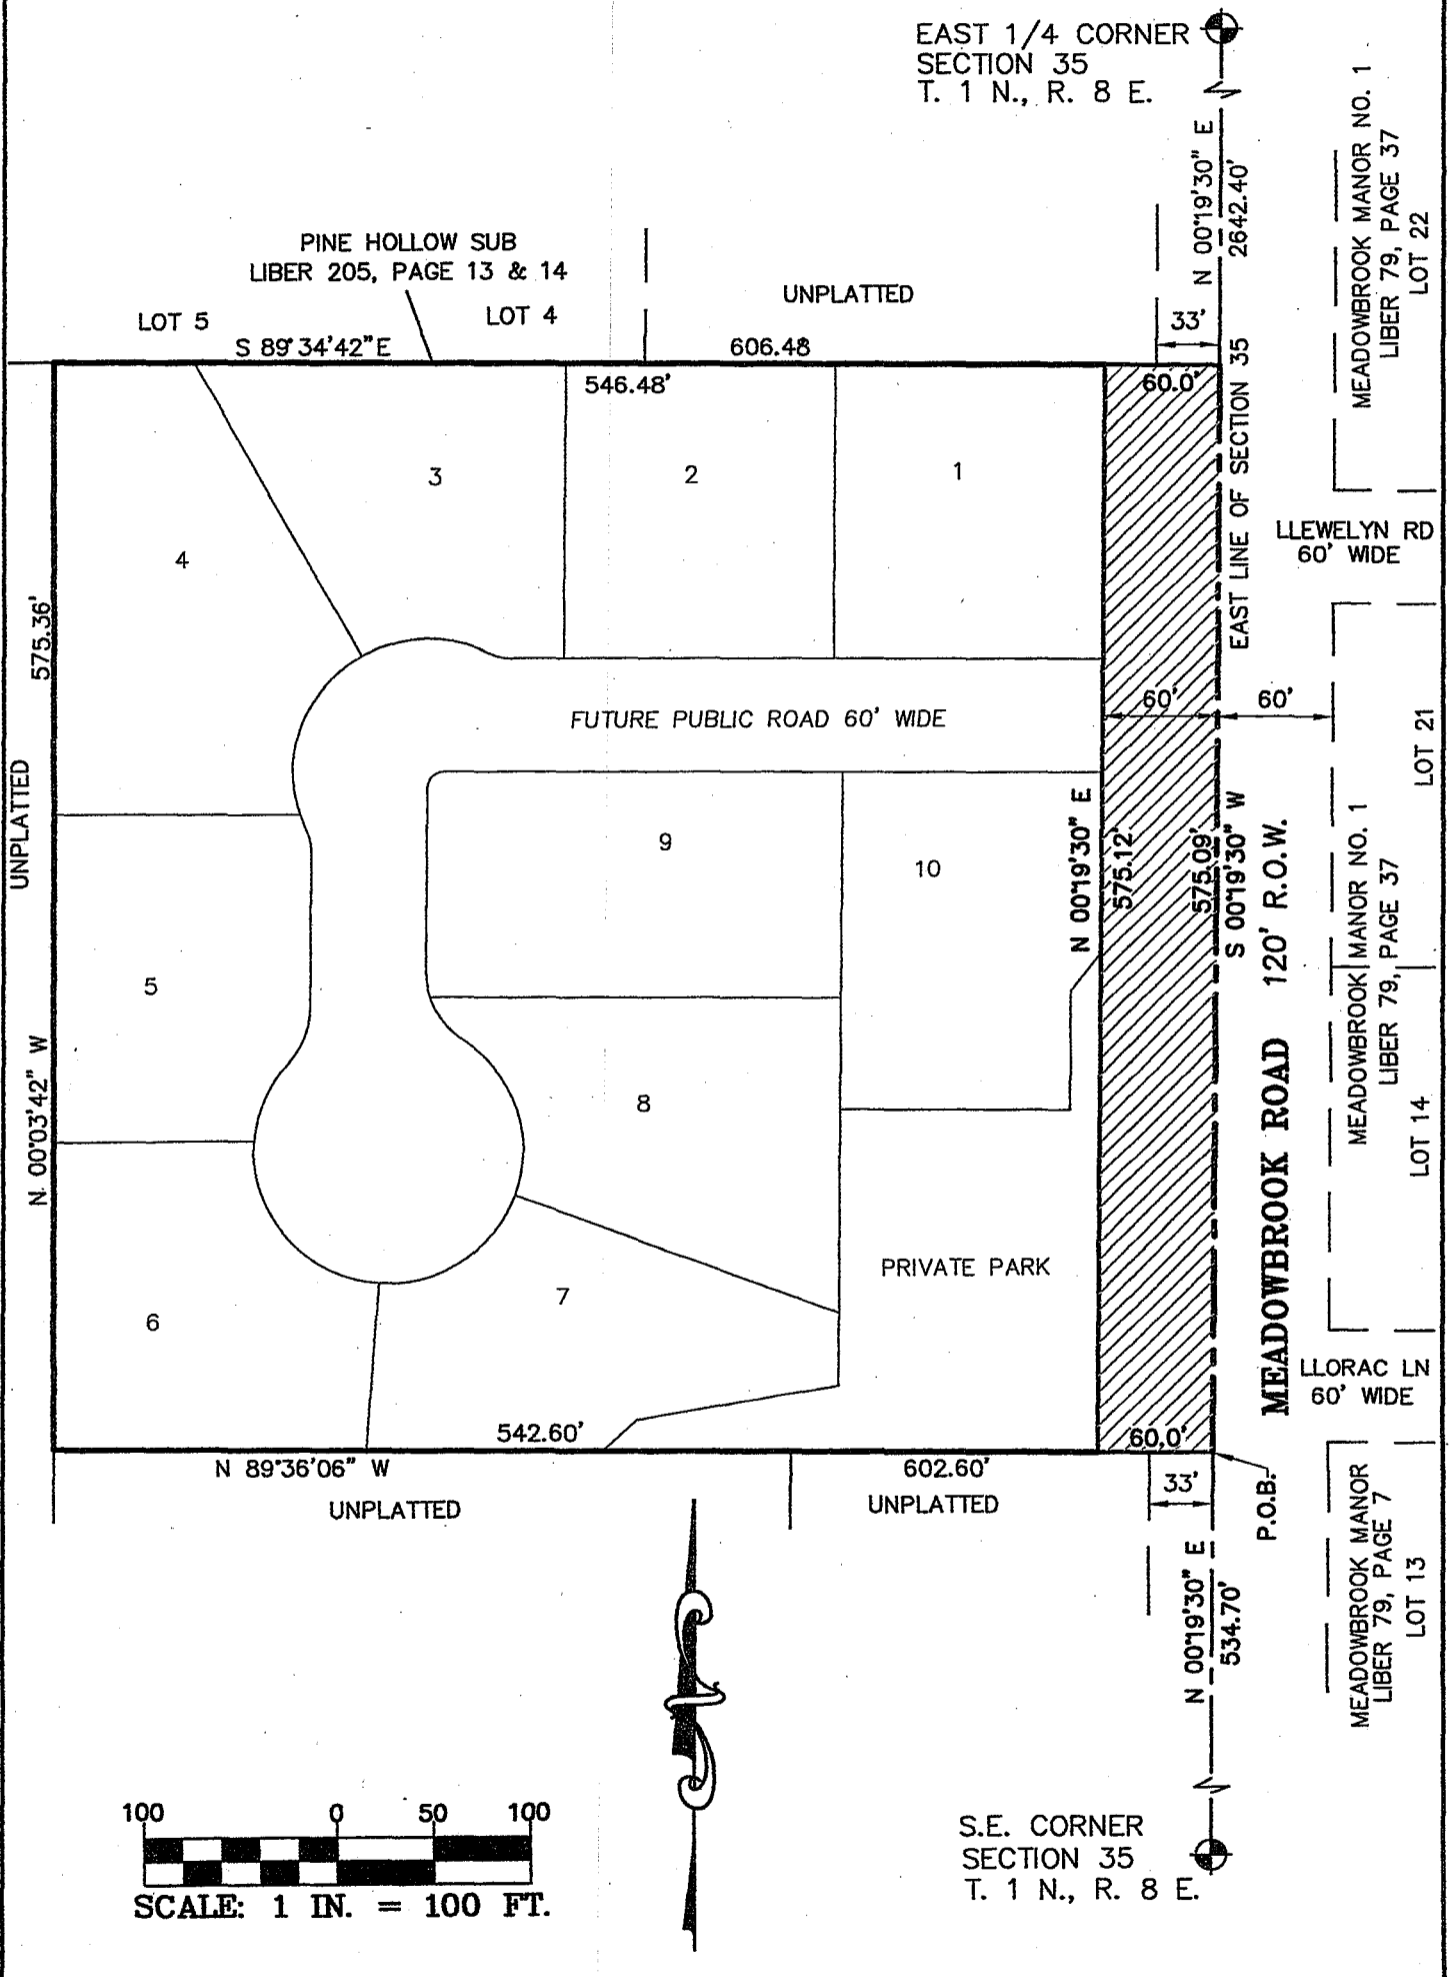 EAST 1/4 CORNER
SECTION 35
T. 1 N., R. 8 E.
N 00°19'30" E
2642.40'
MEADOWBROOK MANOR NO. 1
LIBER 79, PAGE 37
LOT 22
PINE HOLLOW SUB
LIBER 205, PAGE 13 & 14
LOT 5
LOT 4
UNPLATTED
33'
S 89°34'42" E
606.48
546.48'
60.0'
EAST LINE OF SECTION 35
3
2
1
4
LLEWELYN RD
60' WIDE
575.36'
UNPLATTED
N 00°03'42" W
FUTURE PUBLIC ROAD 60' WIDE
60'
60'
LOT 21
9
10
N 00°19'30" E
575.12'
575.09'
S 00°19'30" W
MEADOWBROOK ROAD 120' R.O.W.
MEADOWBROOK MANOR NO. 1
LIBER 79, PAGE 37
LOT 14
5
8
PRIVATE PARK
7
6
LLORAC LN
60' WIDE
542.60'
60.0'
N 89°36'06" W
602.60'
UNPLATTED
UNPLATTED
33'
P.O.B.
N 00°19'30" E
534.70'
MEADOWBROOK MANOR
LIBER 79, PAGE 7
LOT 13
100 0 50 100
SCALE: 1 IN. = 100 FT.
S.E. CORNER
SECTION 35
T. 1 N., R. 8 E.